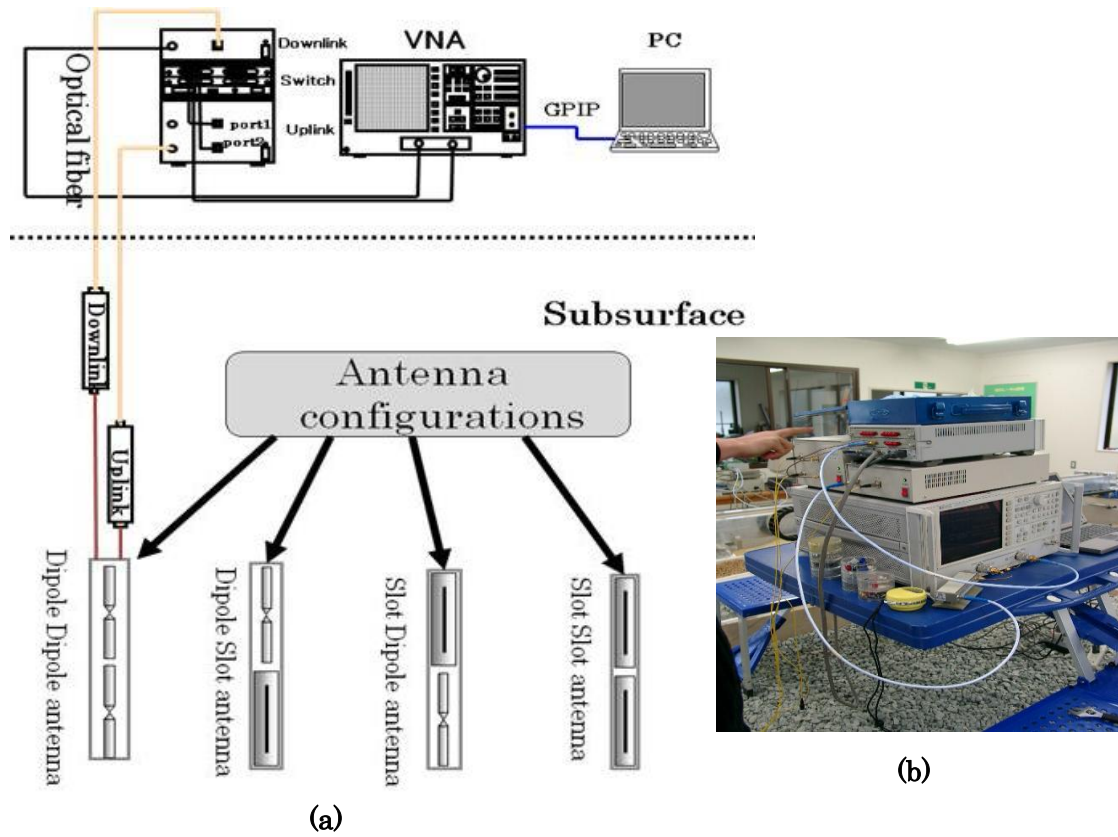 Optical fiber
Downlink
Switch
Uplink
port1
port2
VNA
GPIP
PC
Subsurface
Downlin
Uplink
Antenna
configurations
Dipole Dipole antenna
Dipole Slot antenna
Slot Dipole antenna
Slot Slot antenna
(a)
(b)